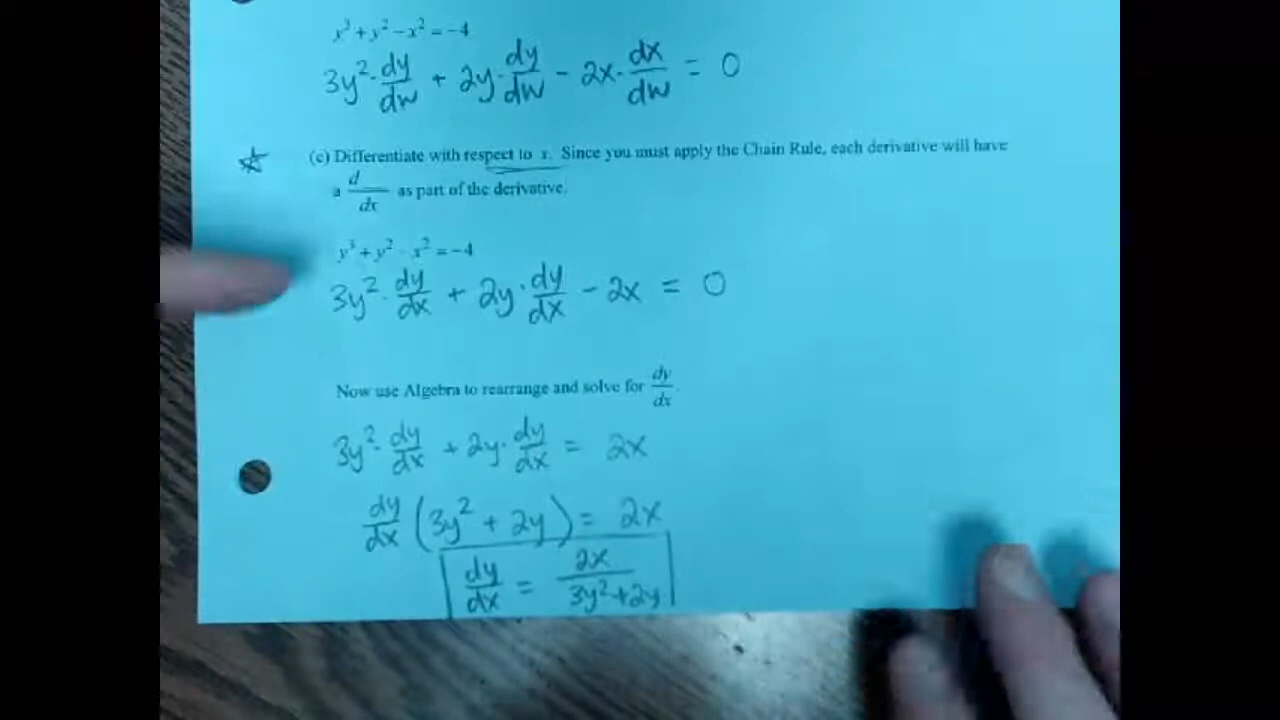 y³ + y² − x² = −4
3y² · dy/dw + 2y · dy/dw − 2x · dx/dw = 0
☆ (c) Differentiate with respect to x. Since you must apply the Chain Rule, each derivative will have
a d/dx as part of the derivative.
y³ + y² − x² = −4
3y² · dy/dx + 2y · dy/dx − 2x = 0
Now use Algebra to rearrange and solve for dy/dx.
3y² · dy/dx + 2y · dy/dx = 2x
dy/dx (3y² + 2y) = 2x
dy/dx = 2x/3y²+2y